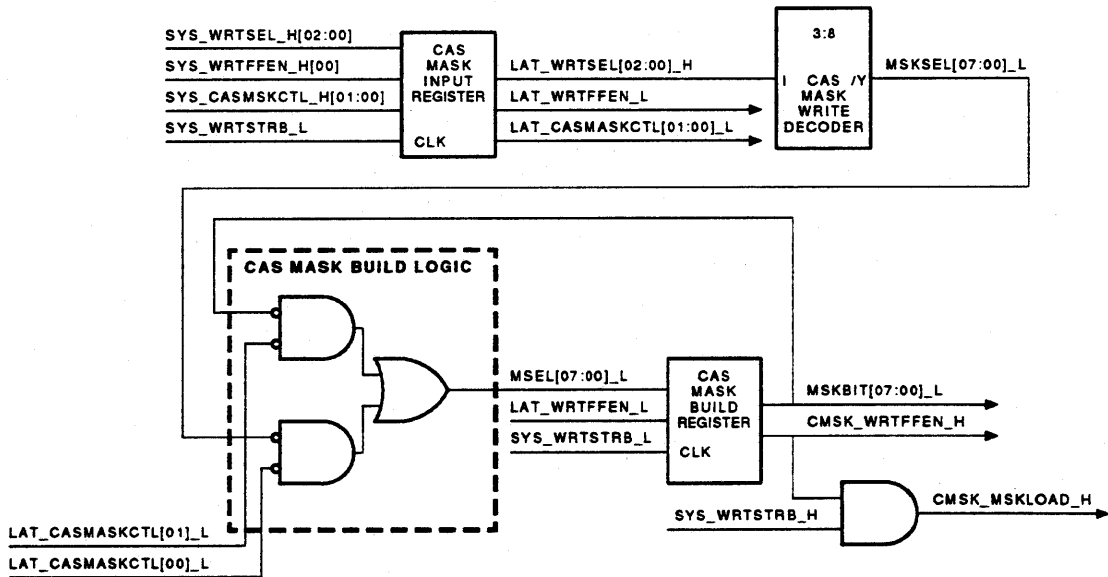 SYS_WRTSEL_H[02:00]
SYS_WRTFFEN_H[00]
SYS_CASMSKCTL_H[01:00]
SYS_WRTSTRB_L
CAS
MASK
INPUT
REGISTER
CLK
LAT_WRTSEL[02:00]_H
LAT_WRTFFEN_L
LAT_CASMASKCTL[01:00]_L
3:8
I CAS /Y
MASK
WRITE
DECODER
MSKSEL[07:00]_L
CAS MASK BUILD LOGIC
MSEL[07:00]_L
LAT_WRTFFEN_L
SYS_WRTSTRB_L
CAS
MASK
BUILD
REGISTER
CLK
MSKBIT[07:00]_L
CMSK_WRTFFEN_H
SYS_WRTSTRB_H
CMSK_MSKLOAD_H
LAT_CASMASKCTL[01]_L
LAT_CASMASKCTL[00]_L